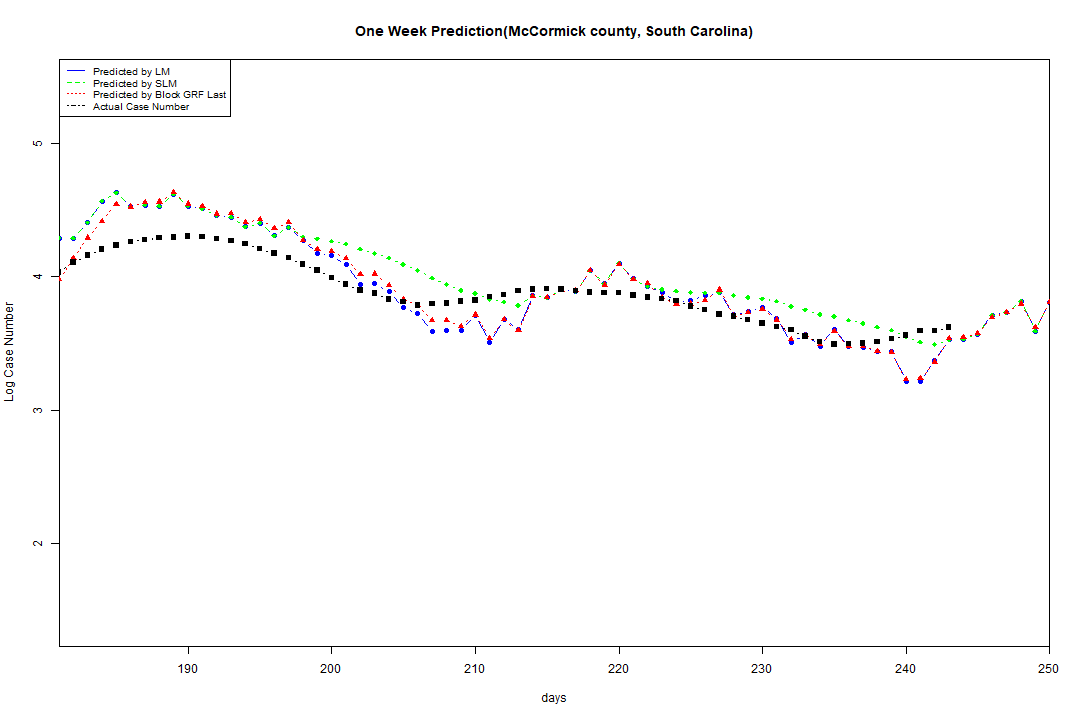 One Week Prediction(McCormick county, South Carolina)
Predicted by LM
Predicted by SLM
Predicted by Block GRF Last
Actual Case Number
5
4
3
2
Log Case Number
190 200 210 220 230 240 250
days